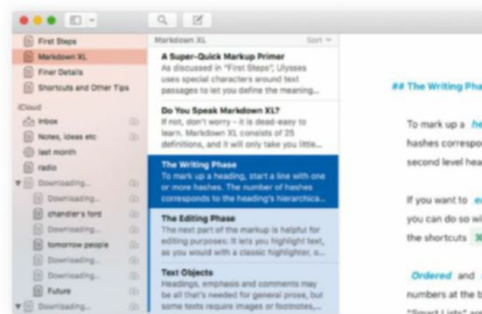 First Steps
Markdown XL
Finer Details
Shortcuts and Other Tips
iCloud
Inbox
Notes, ideas etc
last month
radio
Downloading...
Downloading...
chandler's ford
Downloading...
tomorrow people
Downloading...
Downloading...
Future
Downloading...
Markdown XL
Sort
A Super-Quick Markup Primer
As discussed in "First Steps", Ulysses
uses special characters around text
passages to let you define the meaning...
Do You Speak Markdown XL?
If not, don't worry – it is dead-easy to
learn. Markdown XL consists of 25
definitions, and it will only take you little...
The Writing Phase
To mark up a heading, start a line with one
or more hashes. The number of hashes
corresponds to the heading's hierarchica...
The Editing Phase
The next part of the markup is helpful for
editing purposes: It lets you highlight text,
as you would with a classic highlighter, o...
Text Objects
Headings, emphasis and comments may
be all that's needed for general prose, but
some texts require images or footnotes,...
## The Writing Pha
To mark up a he
hashes correspo
second level hea
If you want to e
you can do so wi
the shortcuts ⌘
Ordered and
numbers at the b
"Smart Lists" are